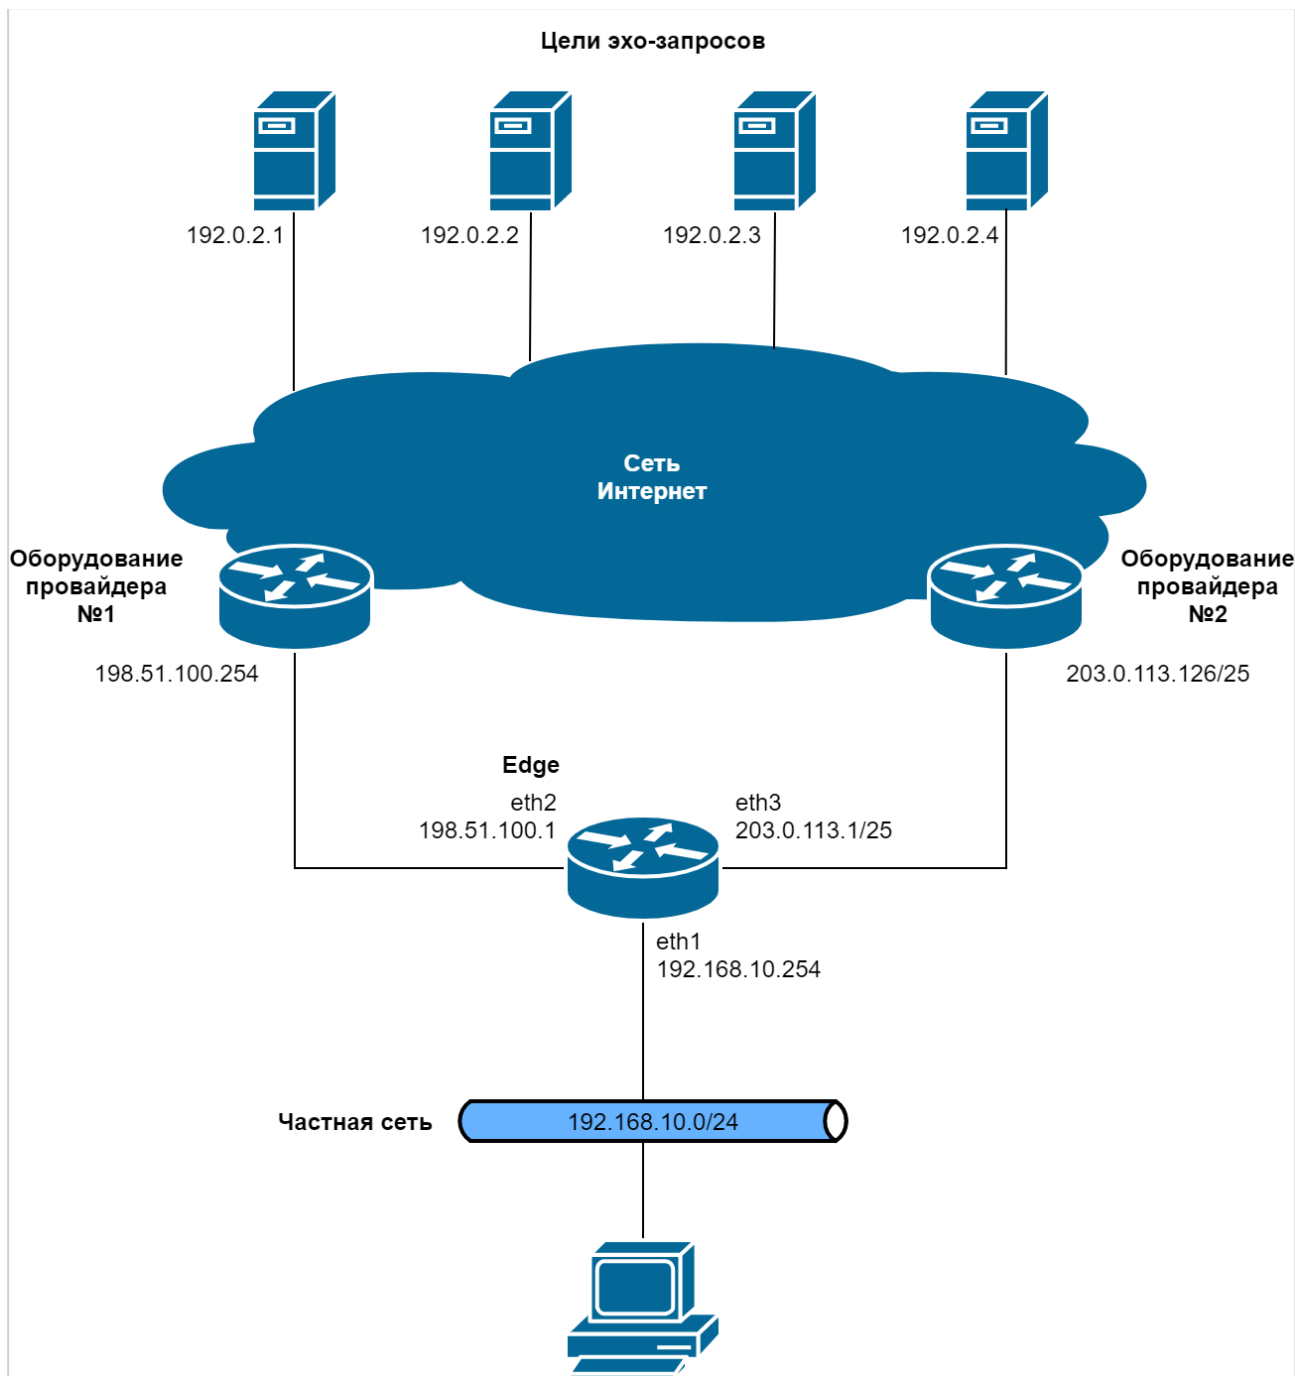 Цели эхо-запросов
192.0.2.1
192.0.2.2
192.0.2.3
192.0.2.4
Сеть
Интернет
Оборудование
провайдера
№1
Оборудование
провайдера
№2
198.51.100.254
203.0.113.126/25
Edge
eth2
198.51.100.1
eth3
203.0.113.1/25
eth1
192.168.10.254
Частная сеть
192.168.10.0/24